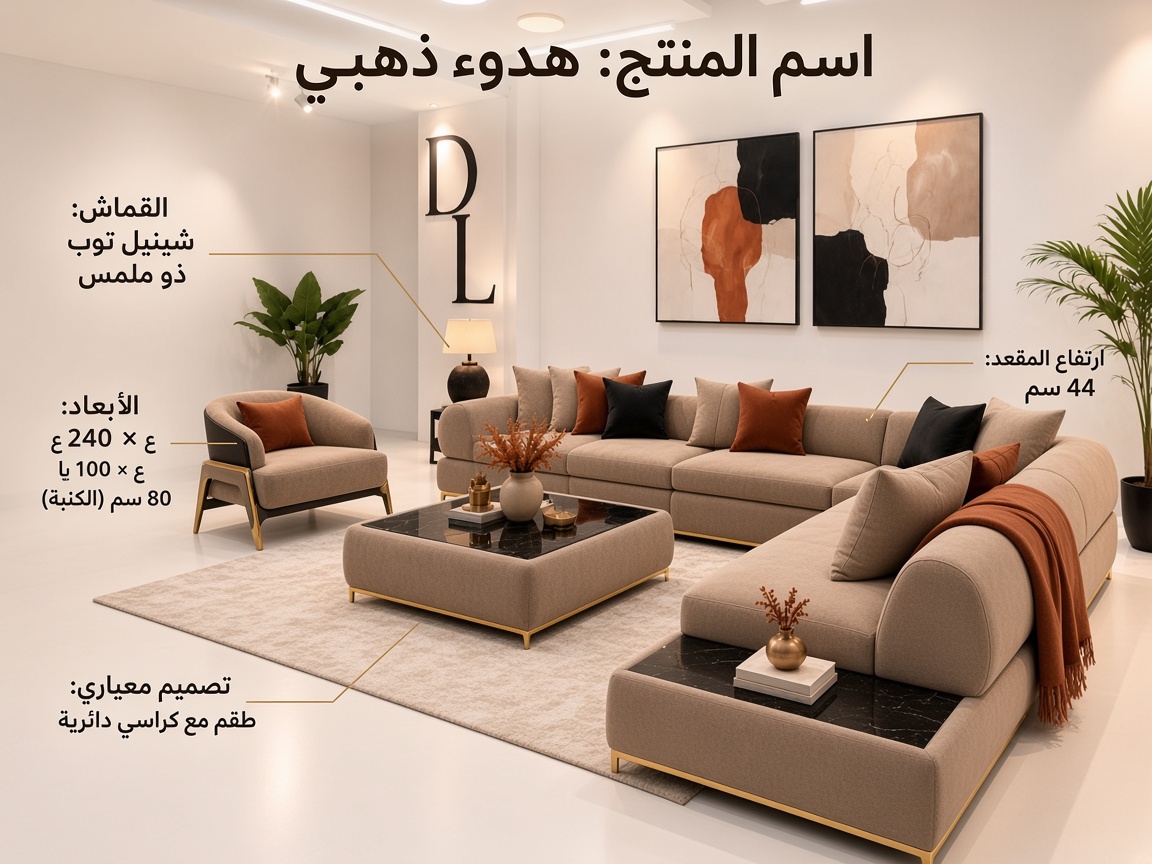 اسم المنتج: هدوء ذهبي
D
L
القماش:
شينيل توب
ذو ملمس
ارتفاع المقعد:
44 سم
الأبعاد:
ع × 240 ع
ع × 100 يا
80 سم (الكنبة)
تصميم معياري:
طقم مع كراسي دائرية